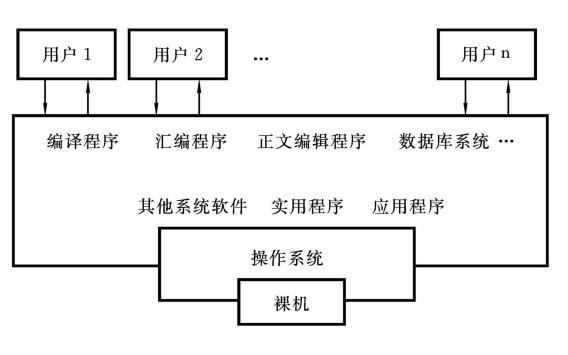 用户 1 用户 2 … 用户 n
编译程序 汇编程序 正文编辑程序 数据库系统 …
其他系统软件 实用程序 应用程序
操作系统
裸机